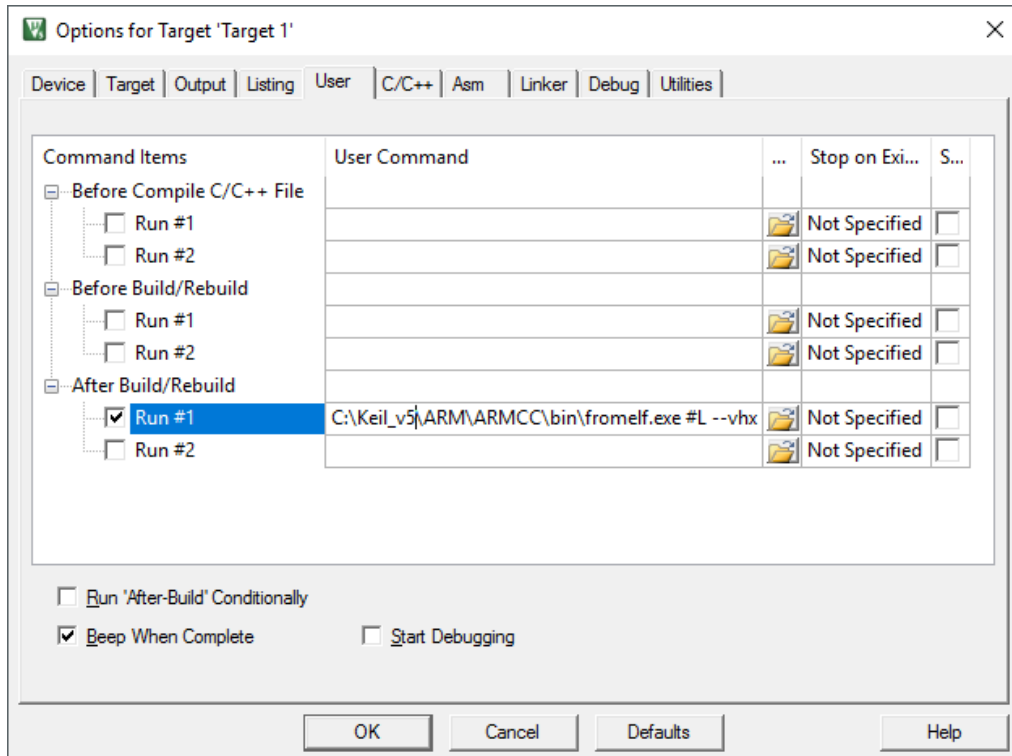 Options for Target 'Target 1'
Device Target Output Listing User C/C++ Asm Linker Debug Utilities
Command Items User Command ... Stop on Exi... S...
Before Compile C/C++ File
Run #1 Not Specified
Run #2 Not Specified
Before Build/Rebuild
Run #1 Not Specified
Run #2 Not Specified
After Build/Rebuild
Run #1 C:\Keil_v5\ARM\ARMCC\bin\fromelf.exe #L --vhx Not Specified
Run #2 Not Specified
Run 'After-Build' Conditionally
Beep When Complete Start Debugging
OK Cancel Defaults Help